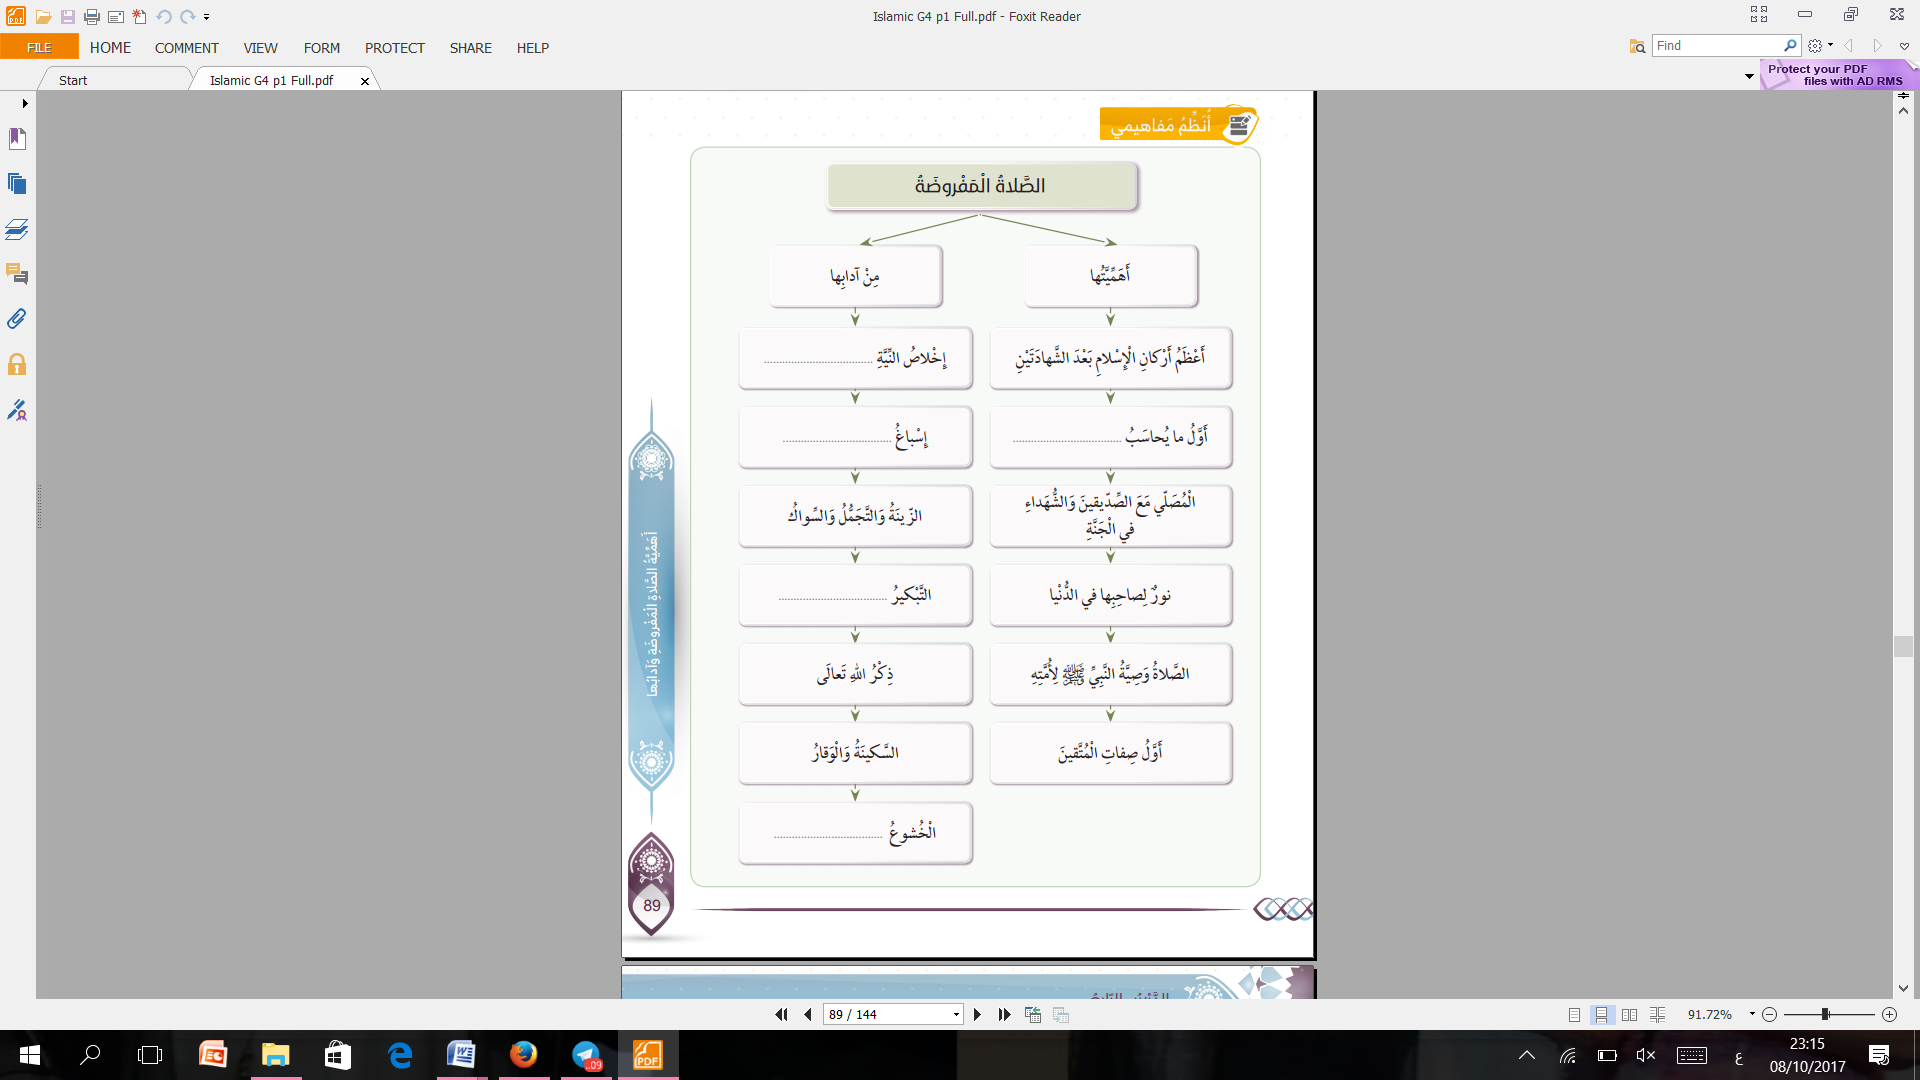 Islamic G4 p1 Full.pdf - Foxit Reader
FILE
HOME
COMMENT
VIEW
FORM
PROTECT
SHARE
HELP
Find
Start
Islamic G4 p1 Full.pdf
Protect your PDF
files with AD RMS
أُنَظِّمُ مَفاهيمي
الصَّلاةُ الْمَفْروضَةُ
أَهَمِّيَّتُها
أَعْظَمُ أَرْكانِ الْإِسْلامِ بَعْدَ الشَّهادَتَيْنِ
أَوَّلُ ما يُحاسَبُ ....................................
الْمُصَلّي مَعَ الصِّدّيقينَ وَالشُّهَداءِ
في الْجَنَّةِ
نورٌ لِصاحِبِها في الدُّنْيا
الصَّلاةُ وَصِيَّةُ النَّبِيِّ ﷺ لِأُمَّتِهِ
أَوَّلُ صِفاتِ الْمُتَّقينَ
مِنْ آدابِها
إِخْلاصُ النِّيَّةِ ....................................
إِسْباغُ ....................................
الزّينَةُ وَالتَّجَمُّلُ وَالسِّواكُ
التَّبْكيرُ ....................................
ذِكْرُ اللهِ تَعالَى
السَّكينَةُ وَالْوَقارُ
الْخُشوعُ ....................................
أَهَمِّيَّةُ الصَّلاةِ الْمَفْروضَةِ وَآدابُها
89
89 / 144
91.72%
..09
PDF
ع
23:15
08/10/2017